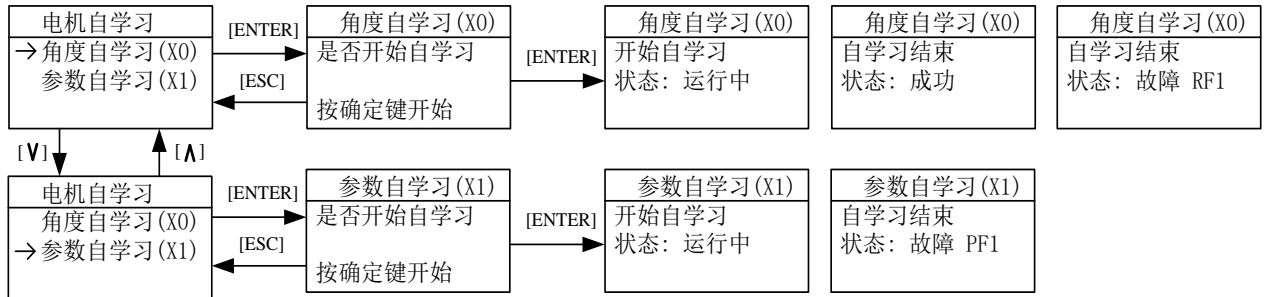 电机自学习
→角度自学习(X0)
参数自学习(X1)
[ENTER]
[ESC]
角度自学习(X0)
是否开始自学习
按确定键开始
[ENTER]
角度自学习(X0)
开始自学习
状态: 运行中
角度自学习(X0)
自学习结束
状态: 成功
角度自学习(X0)
自学习结束
状态: 故障 RF1
[∨]
[∧]
电机自学习
角度自学习(X0)
→参数自学习(X1)
[ENTER]
[ESC]
参数自学习(X1)
是否开始自学习
按确定键开始
[ENTER]
参数自学习(X1)
开始自学习
状态: 运行中
参数自学习(X1)
自学习结束
状态: 故障 PF1